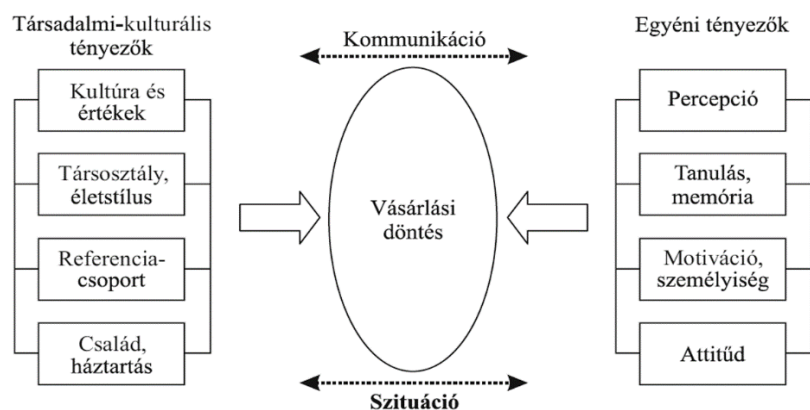 Társadalmi-kulturális
tényezők
Kultúra és
értékek
Társosztály,
életstílus
Referencia-
csoport
Család,
háztartás
Kommunikáció
Vásárlási
döntés
Szituáció
Egyéni tényezők
Percepció
Tanulás,
memória
Motiváció,
személyiség
Attitűd